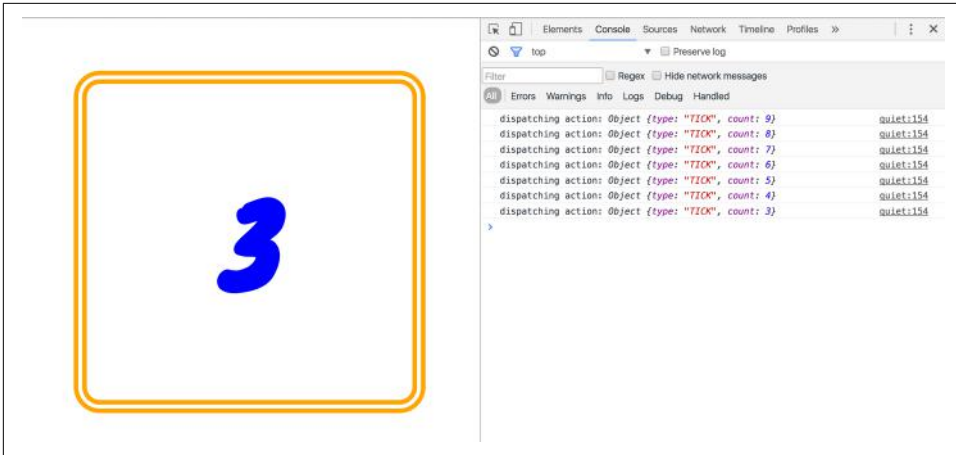 3
Elements Console Sources Network Timeline Profiles »
top ▼ Preserve log
Filter Regex Hide network messages
All Errors Warnings Info Logs Debug Handled
dispatching action: Object {type: "TICK", count: 9} quiet:154
dispatching action: Object {type: "TICK", count: 8} quiet:154
dispatching action: Object {type: "TICK", count: 7} quiet:154
dispatching action: Object {type: "TICK", count: 6} quiet:154
dispatching action: Object {type: "TICK", count: 5} quiet:154
dispatching action: Object {type: "TICK", count: 4} quiet:154
dispatching action: Object {type: "TICK", count: 3} quiet:154
>